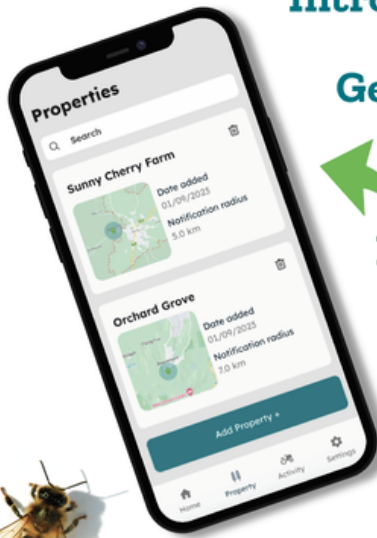 Intro
Ge
Properties
Search
Sunny Cherry Farm
Date added
01/09/2025
Notification radius
5.0 km
Orchard Grove
Date added
01/09/2025
Notification radius
7.0 km
Add Property +
Home
Property
Activity
Settings